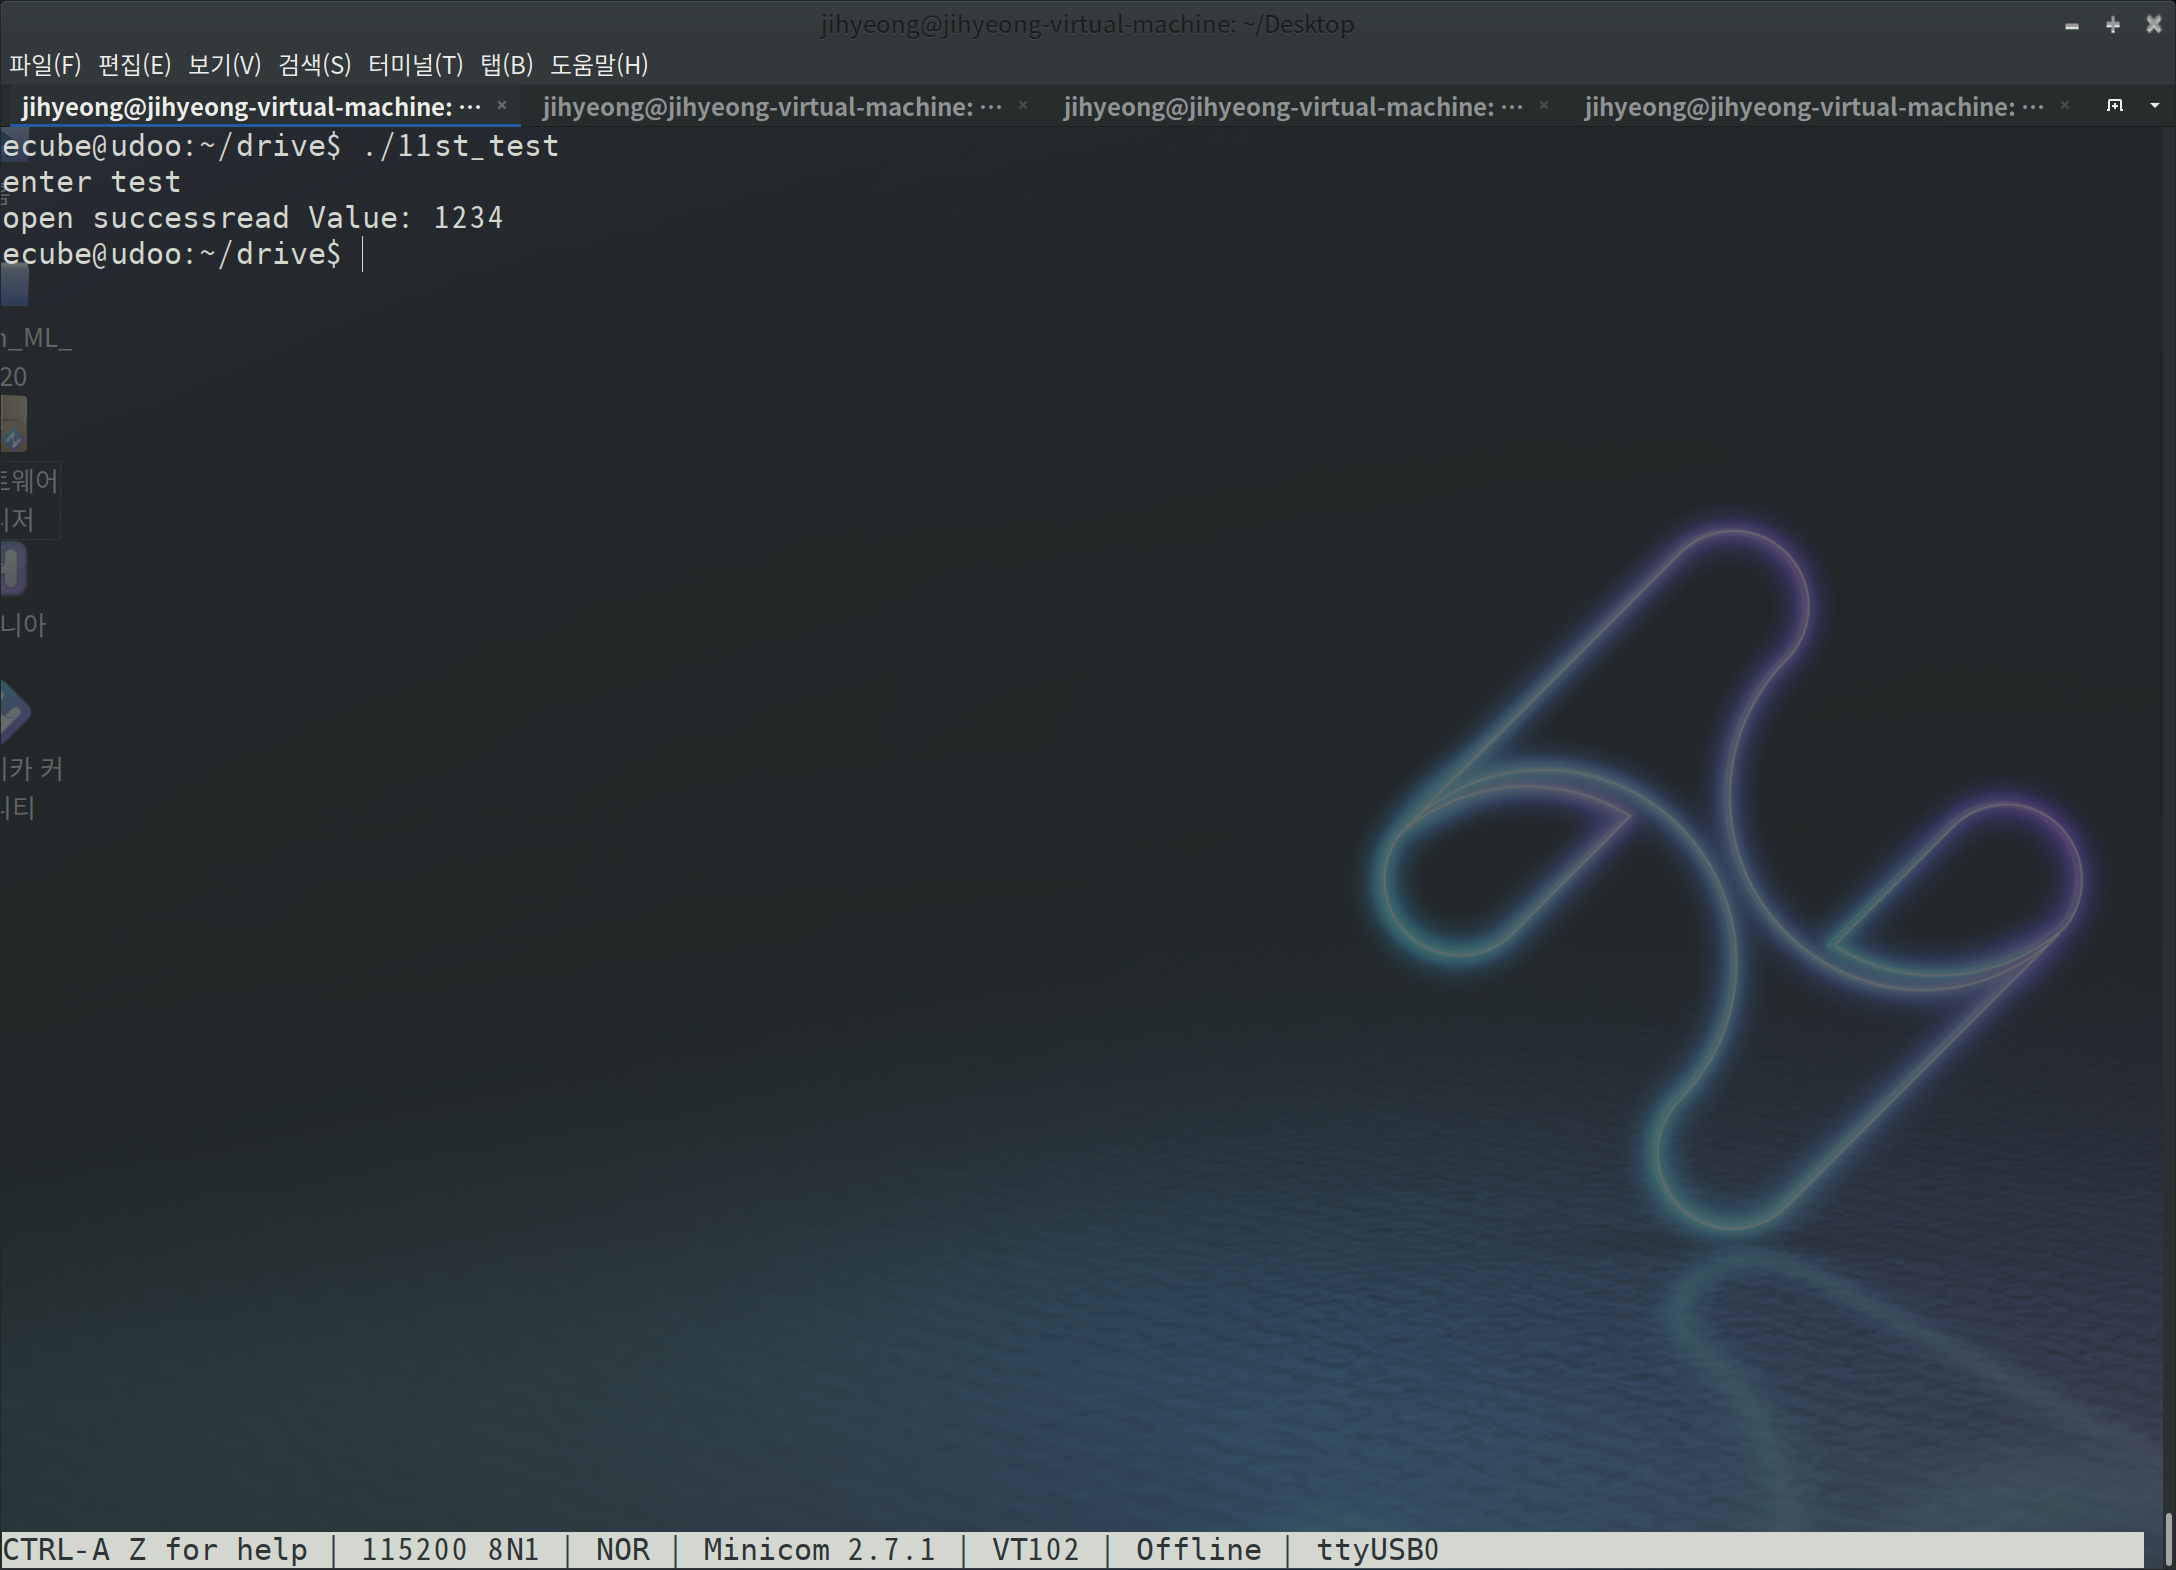 jihyeong@jihyeong-virtual-machine: ~/Desktop
파일(F) 편집(E) 보기(V) 검색(S) 터미널(T) 탭(B) 도움말(H)
jihyeong@jihyeong-virtual-machine: ··· × jihyeong@jihyeong-virtual-machine: ··· × jihyeong@jihyeong-virtual-machine: ··· × jihyeong@jihyeong-virtual-machine: ··· ×
ecube@udoo:~/drive$ ./11st_test
enter test
open successread Value: 1234
ecube@udoo:~/drive$
_ML_
20
웨어
저
니아
카 커
티
CTRL-A Z for help | 115200 8N1 | NOR | Minicom 2.7.1 | VT102 | Offline | ttyUSB0